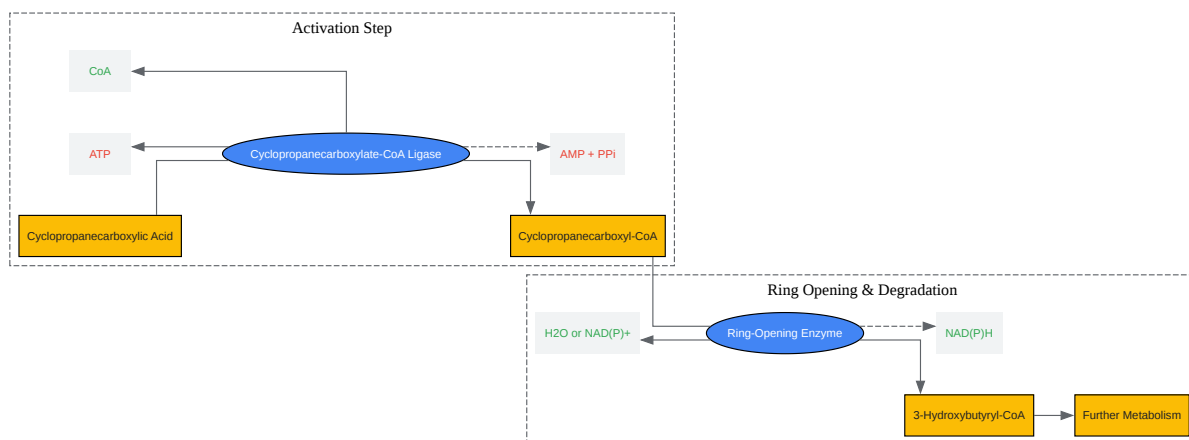 Activation Step
CoA
ATP
Cyclopropanecarboxylate-CoA Ligase
AMP + PPi
Cyclopropanecarboxylic Acid
Cyclopropanecarboxyl-CoA
Ring Opening & Degradation
H2O or NAD(P)+
Ring-Opening Enzyme
NAD(P)H
3-Hydroxybutyryl-CoA
Further Metabolism